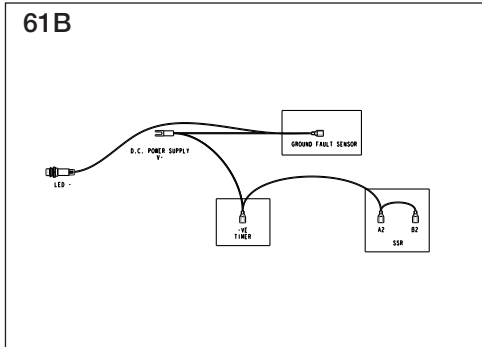 61B
GROUND FAULT SENSOR
D.C. POWER SUPPLY
V-
LED -
-VE
TIMER
A2
B2
SSR